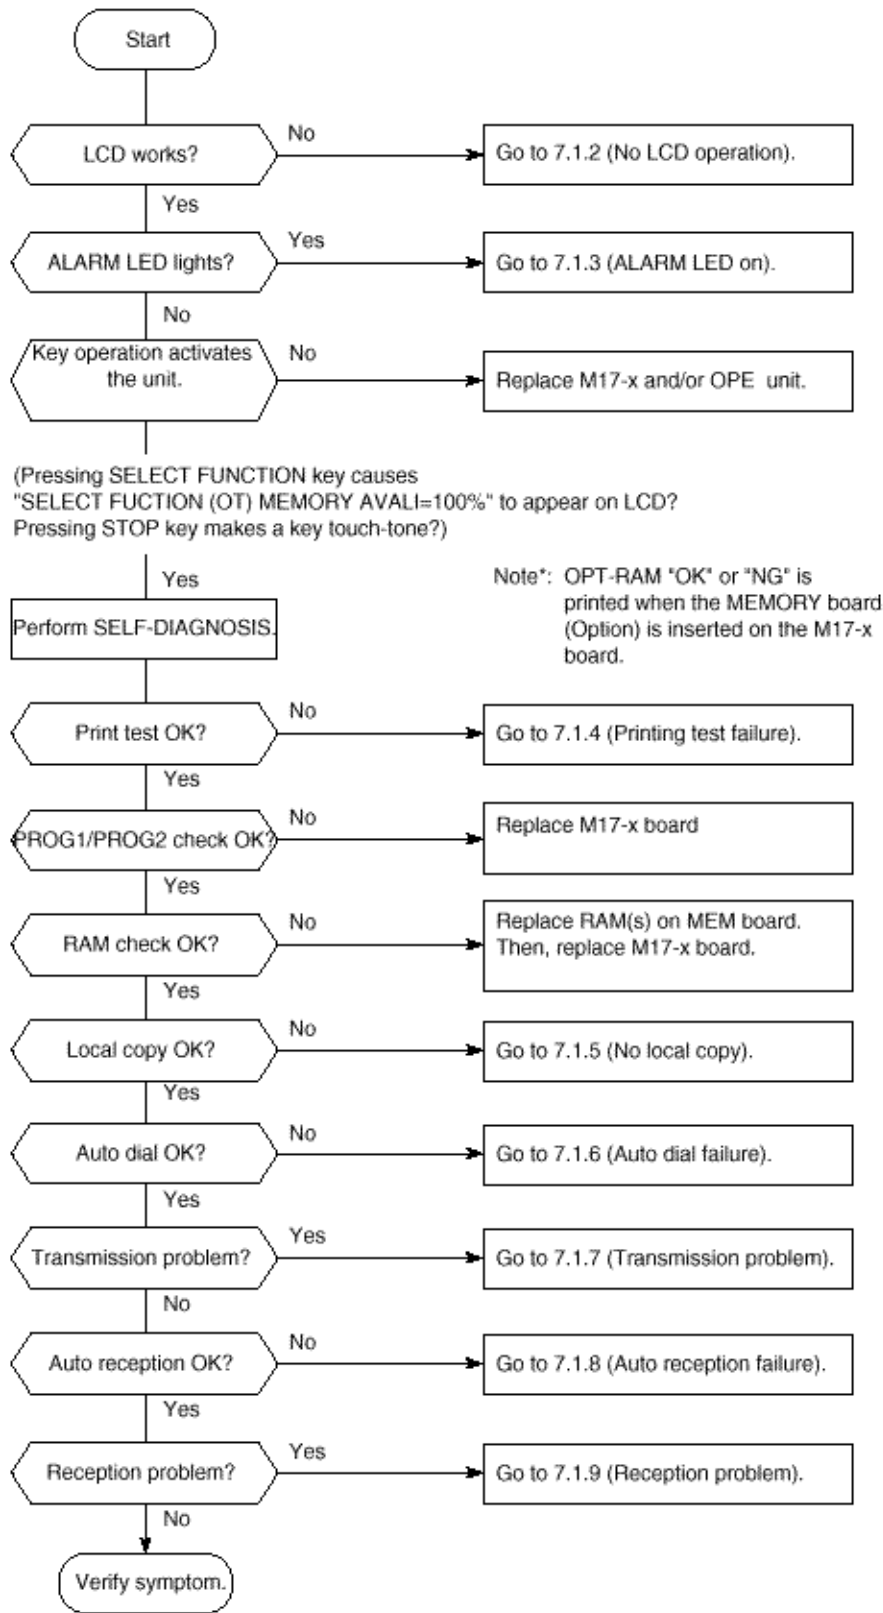 Start
LCD works?
No
Go to 7.1.2 (No LCD operation).
Yes
ALARM LED lights?
Yes
Go to 7.1.3 (ALARM LED on).
No
Key operation activates
the unit.
No
Replace M17-x and/or OPE unit.
(Pressing SELECT FUNCTION key causes
"SELECT FUCTION (OT) MEMORY AVALI=100%" to appear on LCD?
Pressing STOP key makes a key touch-tone?)
Yes
Note*: OPT-RAM "OK" or "NG" is
printed when the MEMORY board
(Option) is inserted on the M17-x
board.
Perform SELF-DIAGNOSIS.
Print test OK?
No
Go to 7.1.4 (Printing test failure).
Yes
PROG1/PROG2 check OK?
No
Replace M17-x board
Yes
RAM check OK?
No
Replace RAM(s) on MEM board.
Then, replace M17-x board.
Yes
Local copy OK?
No
Go to 7.1.5 (No local copy).
Yes
Auto dial OK?
No
Go to 7.1.6 (Auto dial failure).
Yes
Transmission problem?
Yes
Go to 7.1.7 (Transmission problem).
No
Auto reception OK?
No
Go to 7.1.8 (Auto reception failure).
Yes
Reception problem?
Yes
Go to 7.1.9 (Reception problem).
No
Verify symptom.